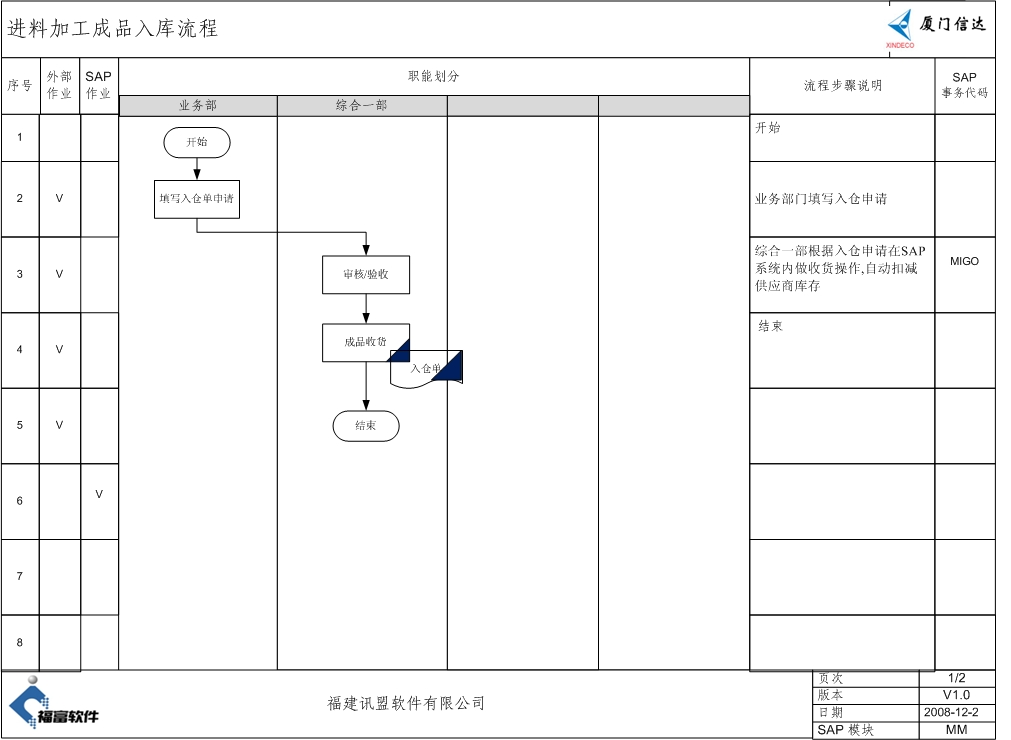 进料加工成品入库流程
厦门信达
XINDECO
序号
外部
作业
SAP
作业
职能划分
流程步骤说明
SAP
事务代码
业务部
综合一部
1
开始
开始
2
V
填写入仓单申请
业务部门填写入仓申请
3
V
审核/验收
综合一部根据入仓申请在SAP
系统内做收货操作,自动扣减
供应商库存
MIGO
4
V
成品收货
入仓单
结束
5
V
结束
6
V
7
8
福富软件
福建讯盟软件有限公司
页次 1/2
版本 V1.0
日期 2008-12-2
SAP 模块 MM